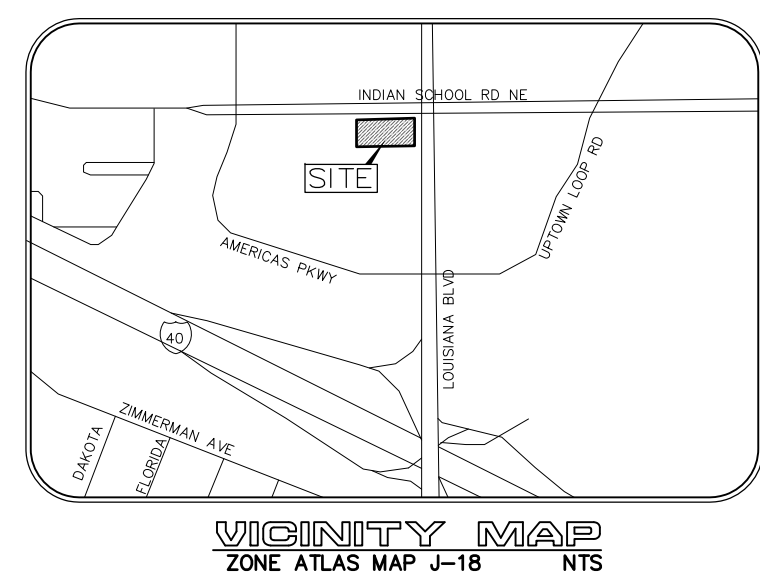 INDIAN SCHOOL RD NE
SITE
UPTOWN LOOP RD
AMERICAS PKWY
LOUISIANA BLVD
40
ZIMMERMAN AVE
DAKOTA
FLORIDA
VICINITY MAP
ZONE ATLAS MAP J-18 NTS